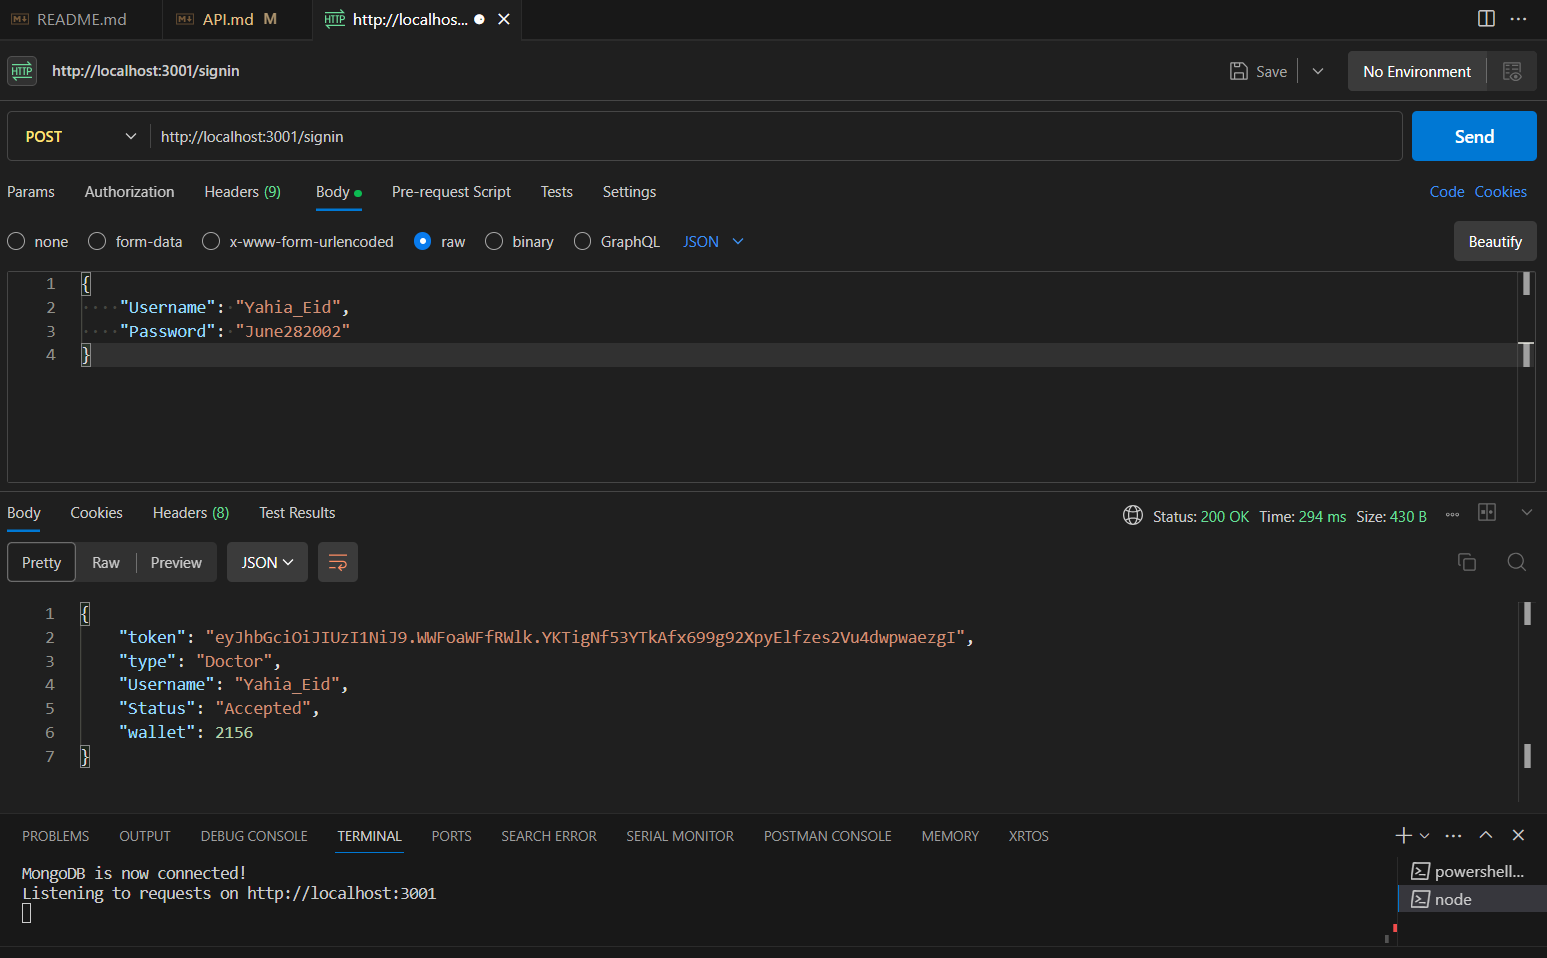 README.md API.md M HTTP http://localhos...
HTTP http://localhost:3001/signin Save No Environment
POST http://localhost:3001/signin Send
Params Authorization Headers (9) Body Pre-request Script Tests Settings Code Cookies
none form-data x-www-form-urlencoded raw binary GraphQL JSON Beautify
1 {
2 "Username": "Yahia_Eid",
3 "Password": "June282002"
4 }
Body Cookies Headers (8) Test Results Status: 200 OK Time: 294 ms Size: 430 B
Pretty Raw Preview JSON
1 {
2 "token": "eyJhbGciOiJIUzI1NiJ9.WWFoaWFfRWlk.YKTigNf53YTkAfx699g92XpyElfzes2Vu4dwpwaezgI",
3 "type": "Doctor",
4 "Username": "Yahia_Eid",
5 "Status": "Accepted",
6 "wallet": 2156
7 }
PROBLEMS OUTPUT DEBUG CONSOLE TERMINAL PORTS SEARCH ERROR SERIAL MONITOR POSTMAN CONSOLE MEMORY XRTOS
MongoDB is now connected! powershell...
Listening to requests on http://localhost:3001 node